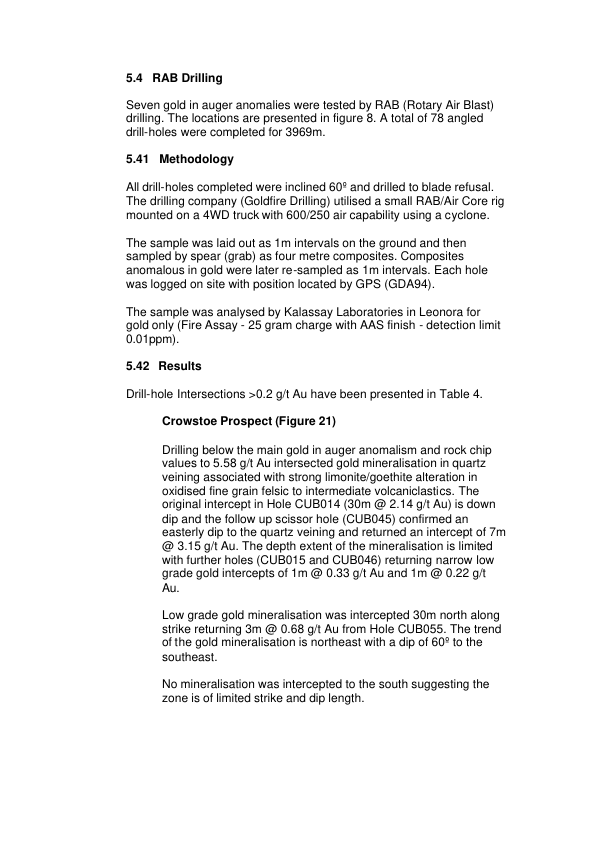 5.4 RAB Drilling
Seven gold in auger anomalies were tested by RAB (Rotary Air Blast)
drilling. The locations are presented in figure 8. A total of 78 angled
drill-holes were completed for 3969m.
5.41 Methodology
All drill-holes completed were inclined 60º and drilled to blade refusal.
The drilling company (Goldfire Drilling) utilised a small RAB/Air Core rig
mounted on a 4WD truck with 600/250 air capability using a cyclone.
The sample was laid out as 1m intervals on the ground and then
sampled by spear (grab) as four metre composites. Composites
anomalous in gold were later re-sampled as 1m intervals. Each hole
was logged on site with position located by GPS (GDA94).
The sample was analysed by Kalassay Laboratories in Leonora for
gold only (Fire Assay - 25 gram charge with AAS finish - detection limit
0.01ppm).
5.42 Results
Drill-hole Intersections >0.2 g/t Au have been presented in Table 4.
Crowstoe Prospect (Figure 21)
Drilling below the main gold in auger anomalism and rock chip
values to 5.58 g/t Au intersected gold mineralisation in quartz
veining associated with strong limonite/goethite alteration in
oxidised fine grain felsic to intermediate volcaniclastics. The
original intercept in Hole CUB014 (30m @ 2.14 g/t Au) is down
dip and the follow up scissor hole (CUB045) confirmed an
easterly dip to the quartz veining and returned an intercept of 7m
@ 3.15 g/t Au. The depth extent of the mineralisation is limited
with further holes (CUB015 and CUB046) returning narrow low
grade gold intercepts of 1m @ 0.33 g/t Au and 1m @ 0.22 g/t
Au.
Low grade gold mineralisation was intercepted 30m north along
strike returning 3m @ 0.68 g/t Au from Hole CUB055. The trend
of the gold mineralisation is northeast with a dip of 60º to the
southeast.
No mineralisation was intercepted to the south suggesting the
zone is of limited strike and dip length.